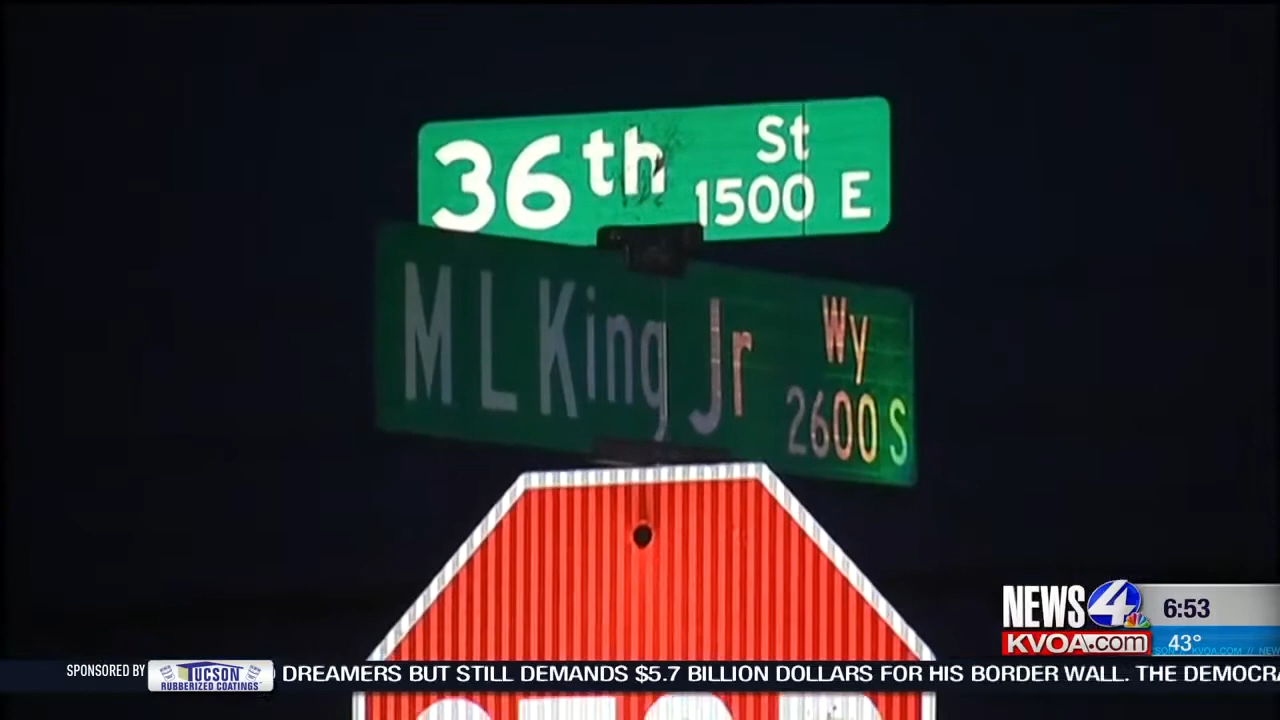 36th St
1500 E
M L King Jr Wy
2600 S
STOP
NEWS 4
6:53
KVOA.com
43°
SPONSORED BY TUCSON RUBBERIZED COATINGS DREAMERS BUT STILL DEMANDS $5.7 BILLION DOLLARS FOR HIS BORDER WALL. THE DEMOCRA